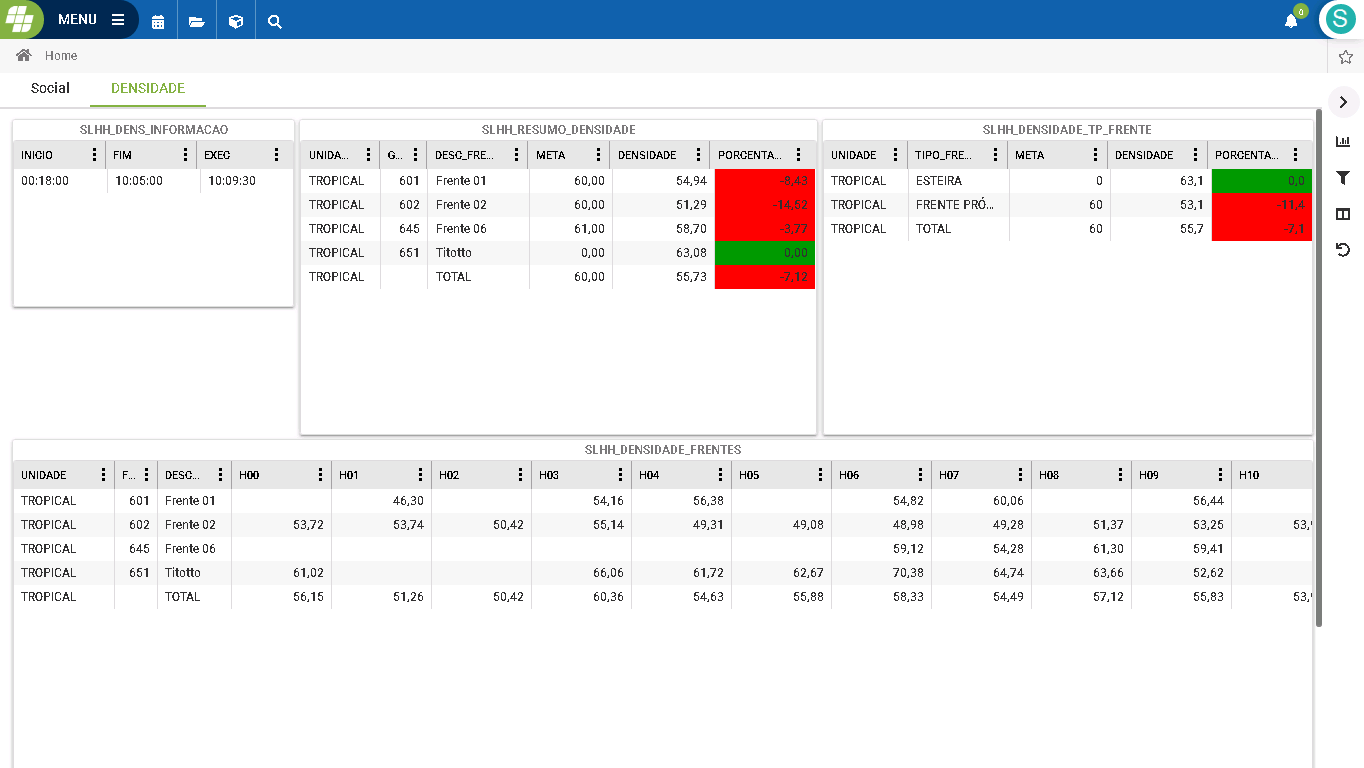 MENU
0
S
Home
Social DENSIDADE
SLHH_DENS_INFORMACAO
INICIO FIM EXEC
00:18:00 10:05:00 10:09:30
SLHH_RESUMO_DENSIDADE
UNIDA... G... DESC_FRE... META DENSIDADE PORCENTA...
TROPICAL 601 Frente 01 60,00 54,94 -8,43
TROPICAL 602 Frente 02 60,00 51,29 -14,52
TROPICAL 645 Frente 06 61,00 58,70 -3,77
TROPICAL 651 Titotto 0,00 63,08 0,00
TROPICAL TOTAL 60,00 55,73 -7,12
SLHH_DENSIDADE_TP_FRENTE
UNIDADE TIPO_FRE... META DENSIDADE PORCENTA...
TROPICAL ESTEIRA 0 63,1 0,0
TROPICAL FRENTE PRÓ... 60 53,1 -11,4
TROPICAL TOTAL 60 55,7 -7,1
SLHH_DENSIDADE_FRENTES
UNIDADE F... DESC... H00 H01 H02 H03 H04 H05 H06 H07 H08 H09 H10
TROPICAL 601 Frente 01 46,30 54,16 56,38 54,82 60,06 56,44
TROPICAL 602 Frente 02 53,72 53,74 50,42 55,14 49,31 49,08 48,98 49,28 51,37 53,25 53,
TROPICAL 645 Frente 06 59,12 54,28 61,30 59,41
TROPICAL 651 Titotto 61,02 66,06 61,72 62,67 70,38 64,74 63,66 52,62
TROPICAL TOTAL 56,15 51,26 50,42 60,36 54,63 55,88 58,33 54,49 57,12 55,83 53,